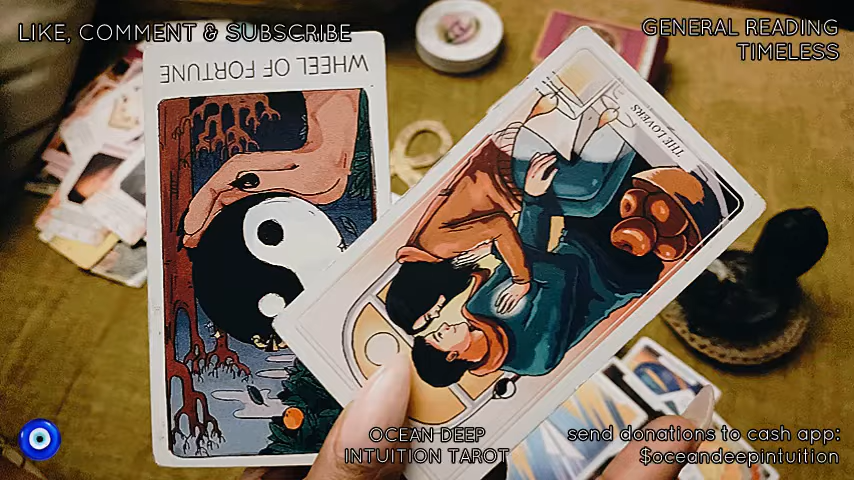 LIKE, COMMENT & SUBSCRIBE
GENERAL READING
TIMELESS
WHEEL OF FORTUNE
THE LOVERS
OCEAN DEEP
INTUITION TAROT
send donations to cash app:
$oceandeepintuition